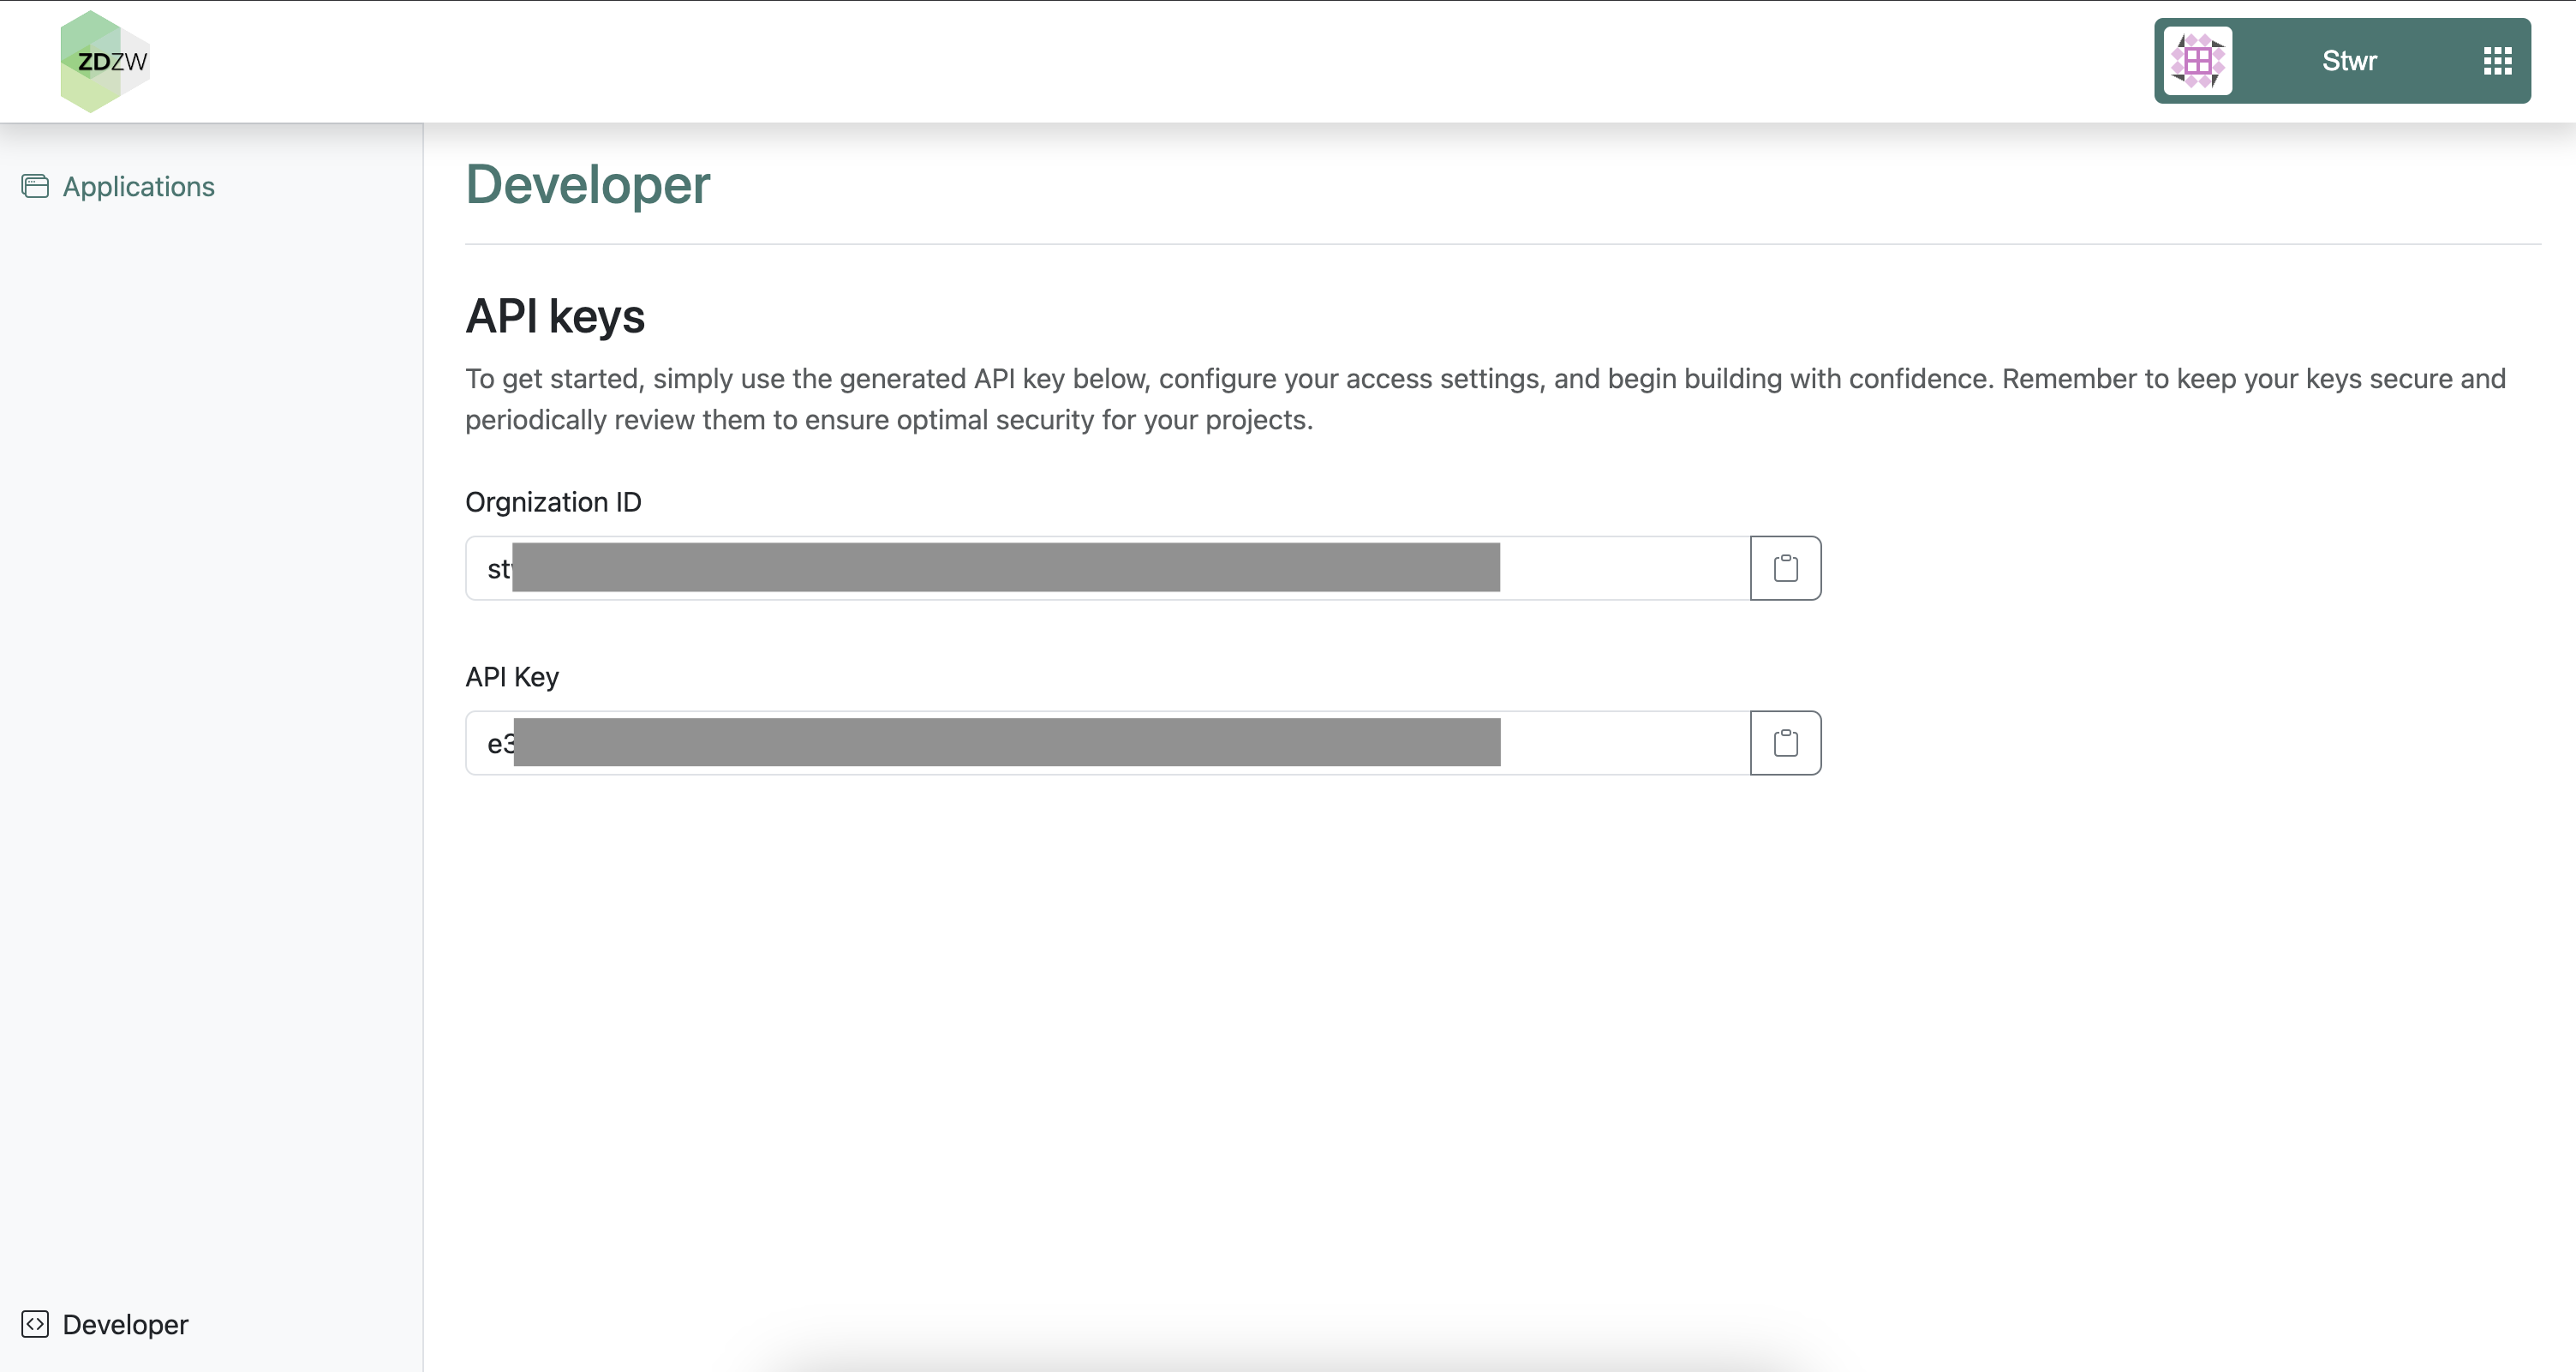 ZDZW
Stwr
Applications
Developer
API keys
To get started, simply use the generated API key below, configure your access settings, and begin building with confidence. Remember to keep your keys secure and
periodically review them to ensure optimal security for your projects.
Orgnization ID
st
API Key
e3
Developer